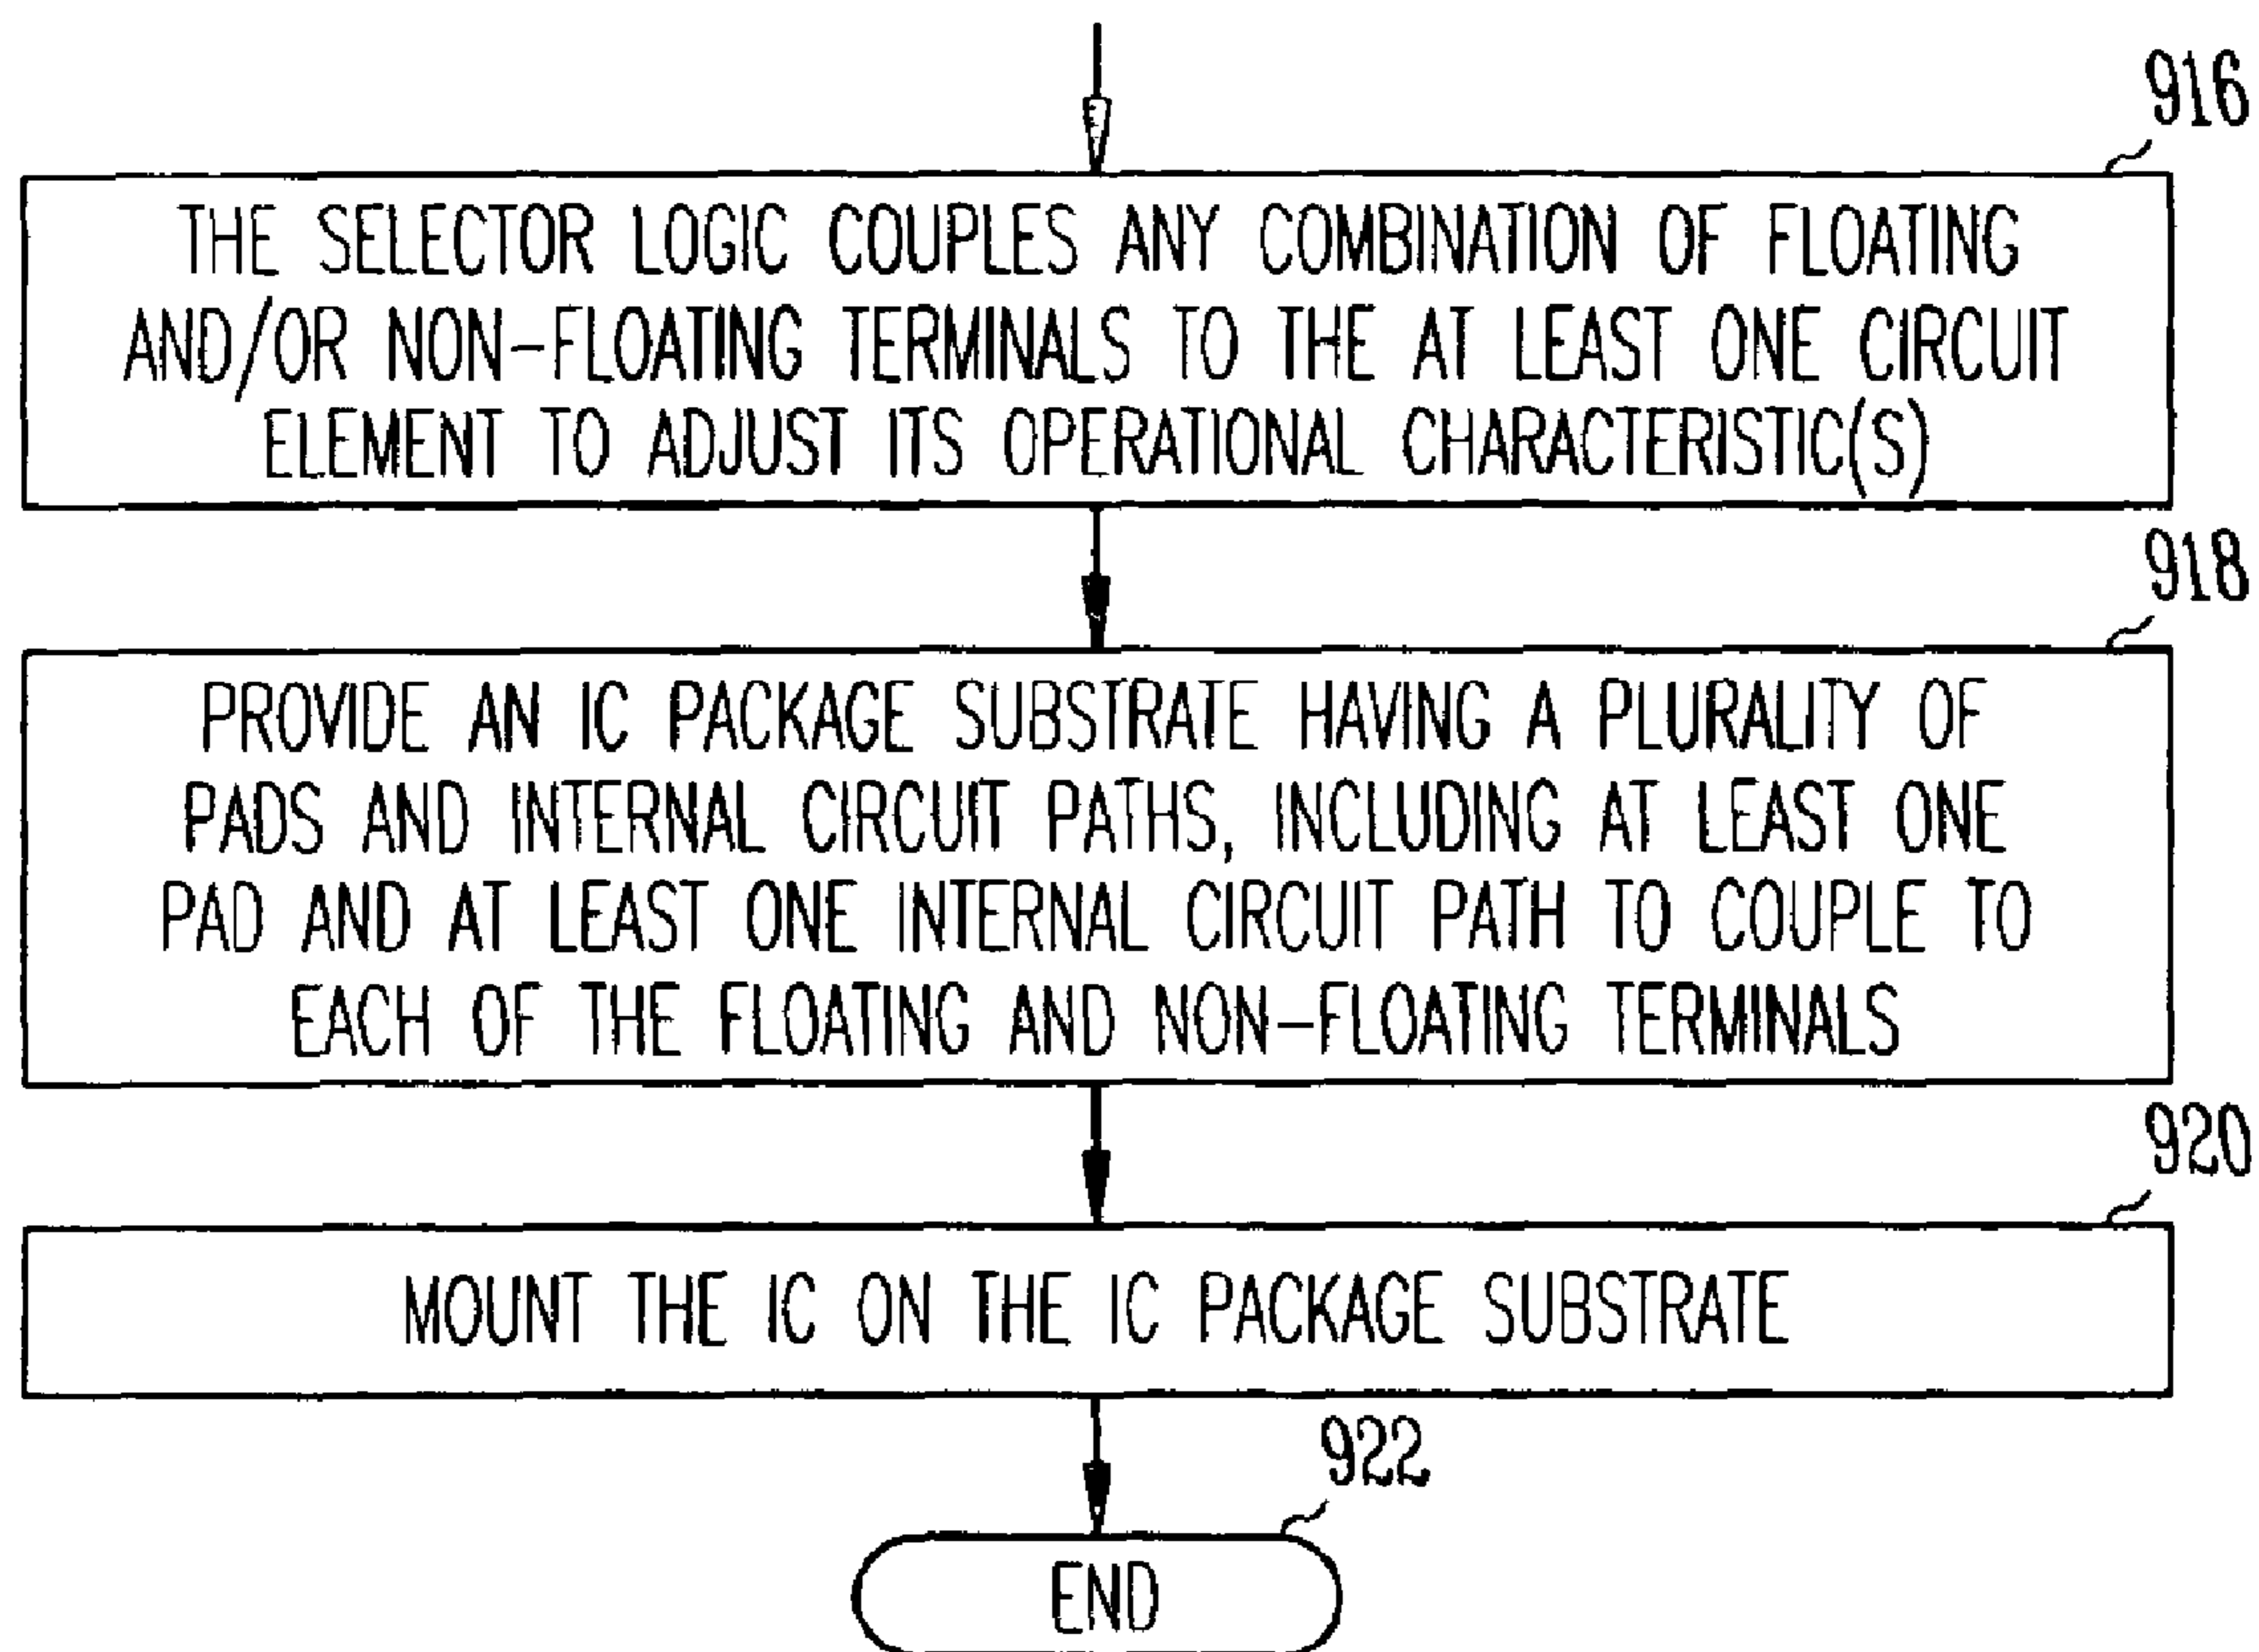 916
THE SELECTOR LOGIC COUPLES ANY COMBINATION OF FLOATING
AND/OR NON-FLOATING TERMINALS TO THE AT LEAST ONE CIRCUIT
ELEMENT TO ADJUST ITS OPERATIONAL CHARACTERISTIC(S)
918
PROVIDE AN IC PACKAGE SUBSTRATE HAVING A PLURALITY OF
PADS AND INTERNAL CIRCUIT PATHS, INCLUDING AT LEAST ONE
PAD AND AT LEAST ONE INTERNAL CIRCUIT PATH TO COUPLE TO
EACH OF THE FLOATING AND NON-FLOATING TERMINALS
920
MOUNT THE IC ON THE IC PACKAGE SUBSTRATE
922
END